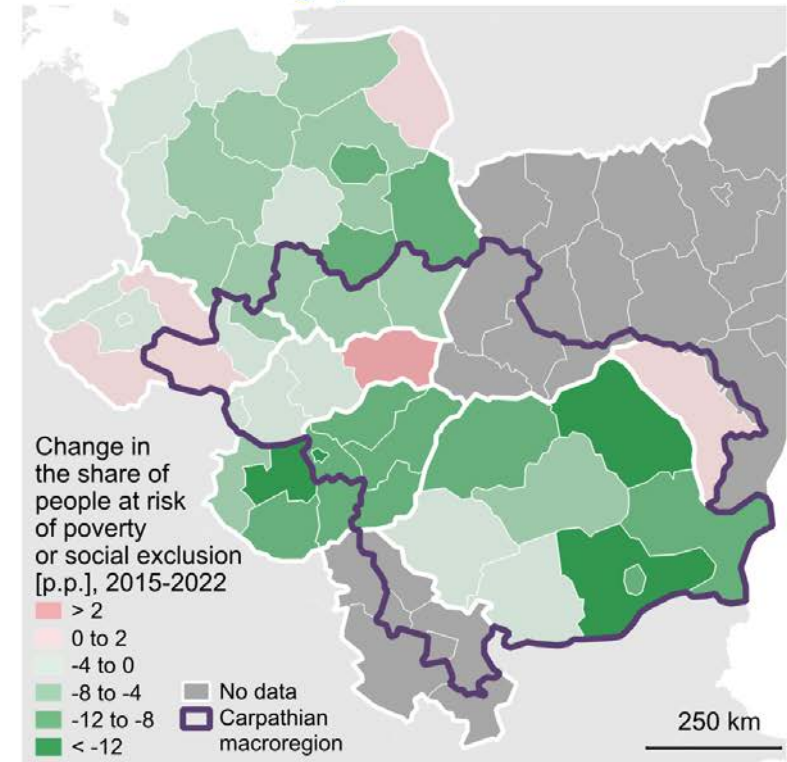 Change in
the share of
people at risk
of poverty
or social exclusion
[p.p.], 2015-2022
> 2
0 to 2
-4 to 0
-8 to -4
-12 to -8
< -12
No data
Carpathian
macroregion
250 km